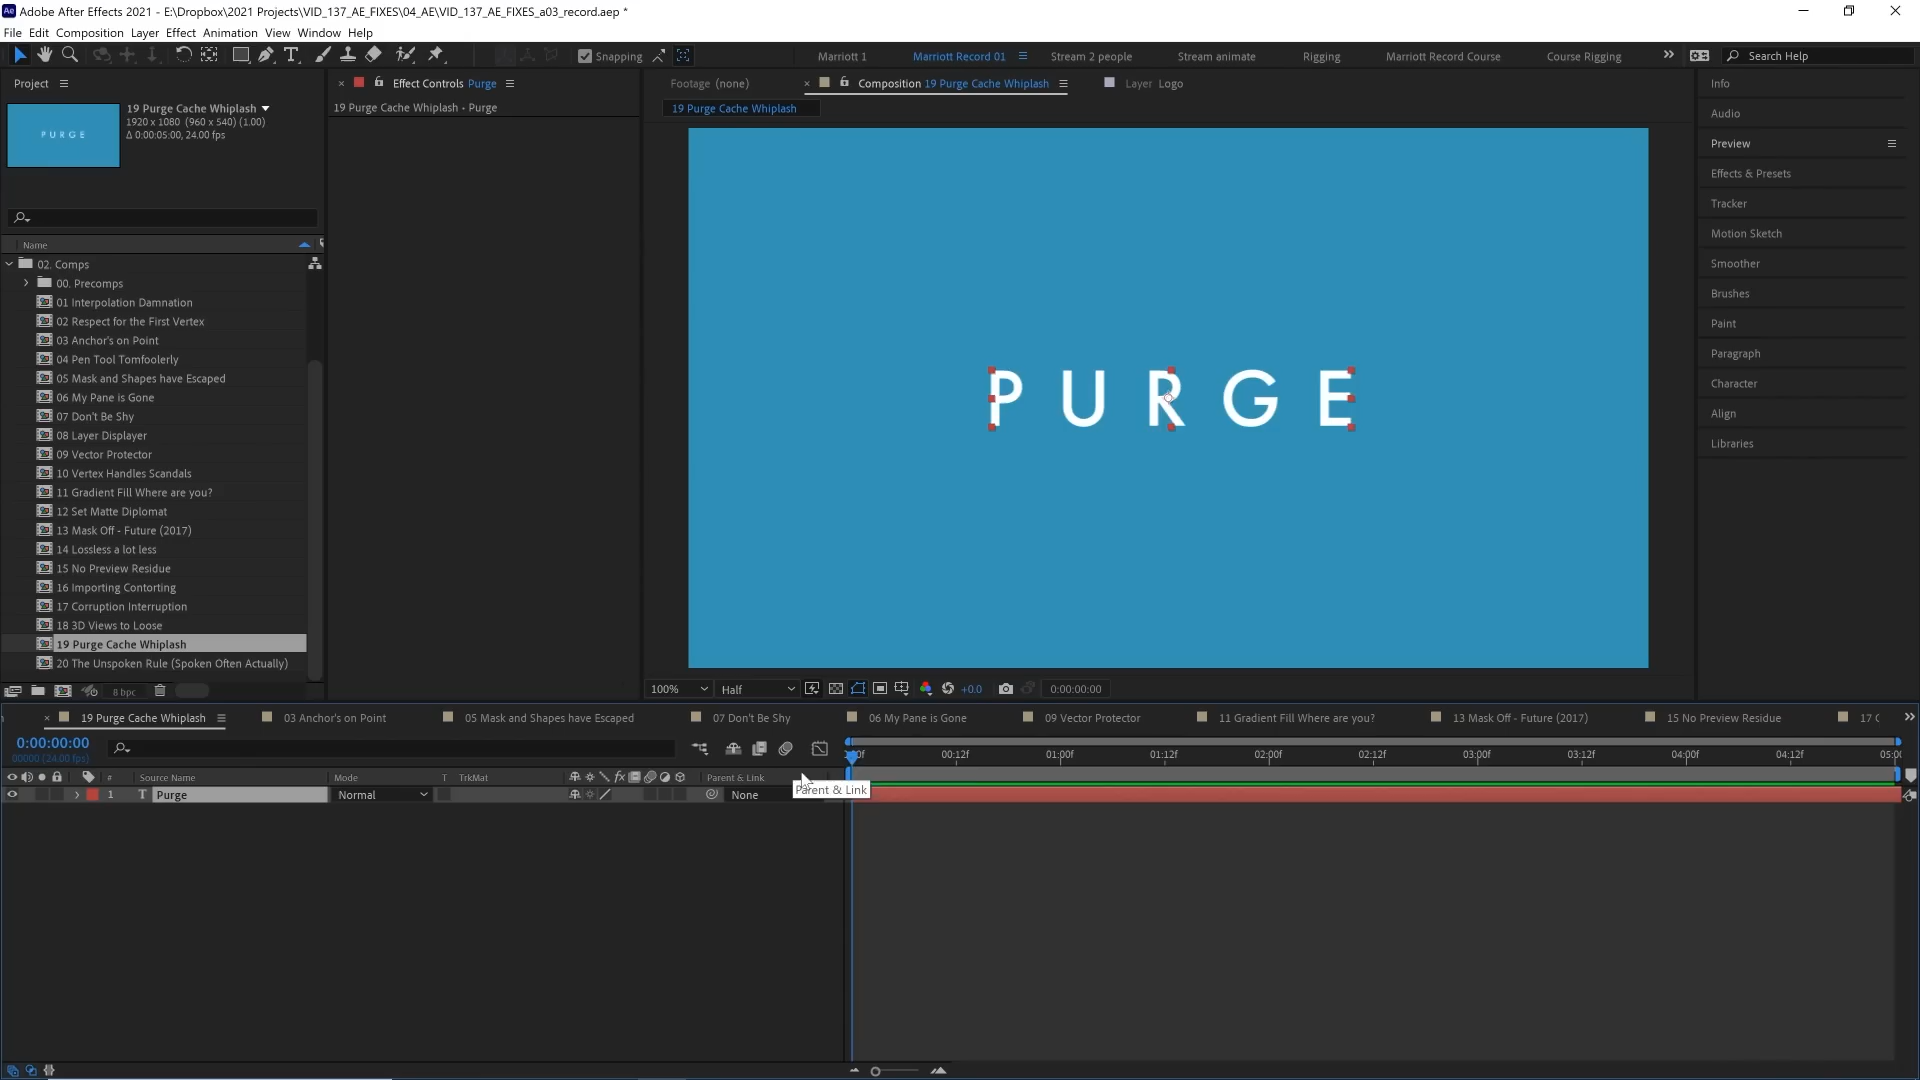 Adobe After Effects 2021 - E:\Dropbox\2021 Projects\VID_137_AE_FIXES\04_AE\VID_137_AE_FIXES_a03_record.aep *
File Edit Composition Layer Effect Animation View Window Help
Snapping
Marriott 1
Marriott Record 01
Stream 2 people
Stream animate
Rigging
Marriott Record Course
Course Rigging
Search Help
Project
19 Purge Cache Whiplash
1920 x 1080 (960 x 540) (1.00)
Δ 0:00:05:00, 24.00 fps
PURGE
Name
02. Comps
00. Precomps
01 Interpolation Damnation
02 Respect for the First Vertex
03 Anchor's on Point
04 Pen Tool Tomfoolerly
05 Mask and Shapes have Escaped
06 My Pane is Gone
07 Don't Be Shy
08 Layer Displayer
09 Vector Protector
10 Vertex Handles Scandals
11 Gradient Fill Where are you?
12 Set Matte Diplomat
13 Mask Off - Future (2017)
14 Lossless a lot less
15 No Preview Residue
16 Importing Contorting
17 Corruption Interruption
18 3D Views to Loose
19 Purge Cache Whiplash
20 The Unspoken Rule (Spoken Often Actually)
8 bpc
Effect Controls Purge
19 Purge Cache Whiplash • Purge
Footage (none)
Composition 19 Purge Cache Whiplash
Layer Logo
19 Purge Cache Whiplash
PURGE
100%
Half
+0.0
0:00:00:00
Info
Audio
Preview
Effects & Presets
Tracker
Motion Sketch
Smoother
Brushes
Paint
Paragraph
Character
Align
Libraries
19 Purge Cache Whiplash
03 Anchor's on Point
05 Mask and Shapes have Escaped
07 Don't Be Shy
06 My Pane is Gone
09 Vector Protector
11 Gradient Fill Where are you?
13 Mask Off - Future (2017)
15 No Preview Residue
17 C
0:00:00:00
00000 (24.00 fps)
00:12f 01:00f 01:12f 02:00f 02:12f 03:00f 03:12f 04:00f 04:12f
# Source Name Mode T TrkMat Parent & Link
1 T Purge Normal None
Parent & Link